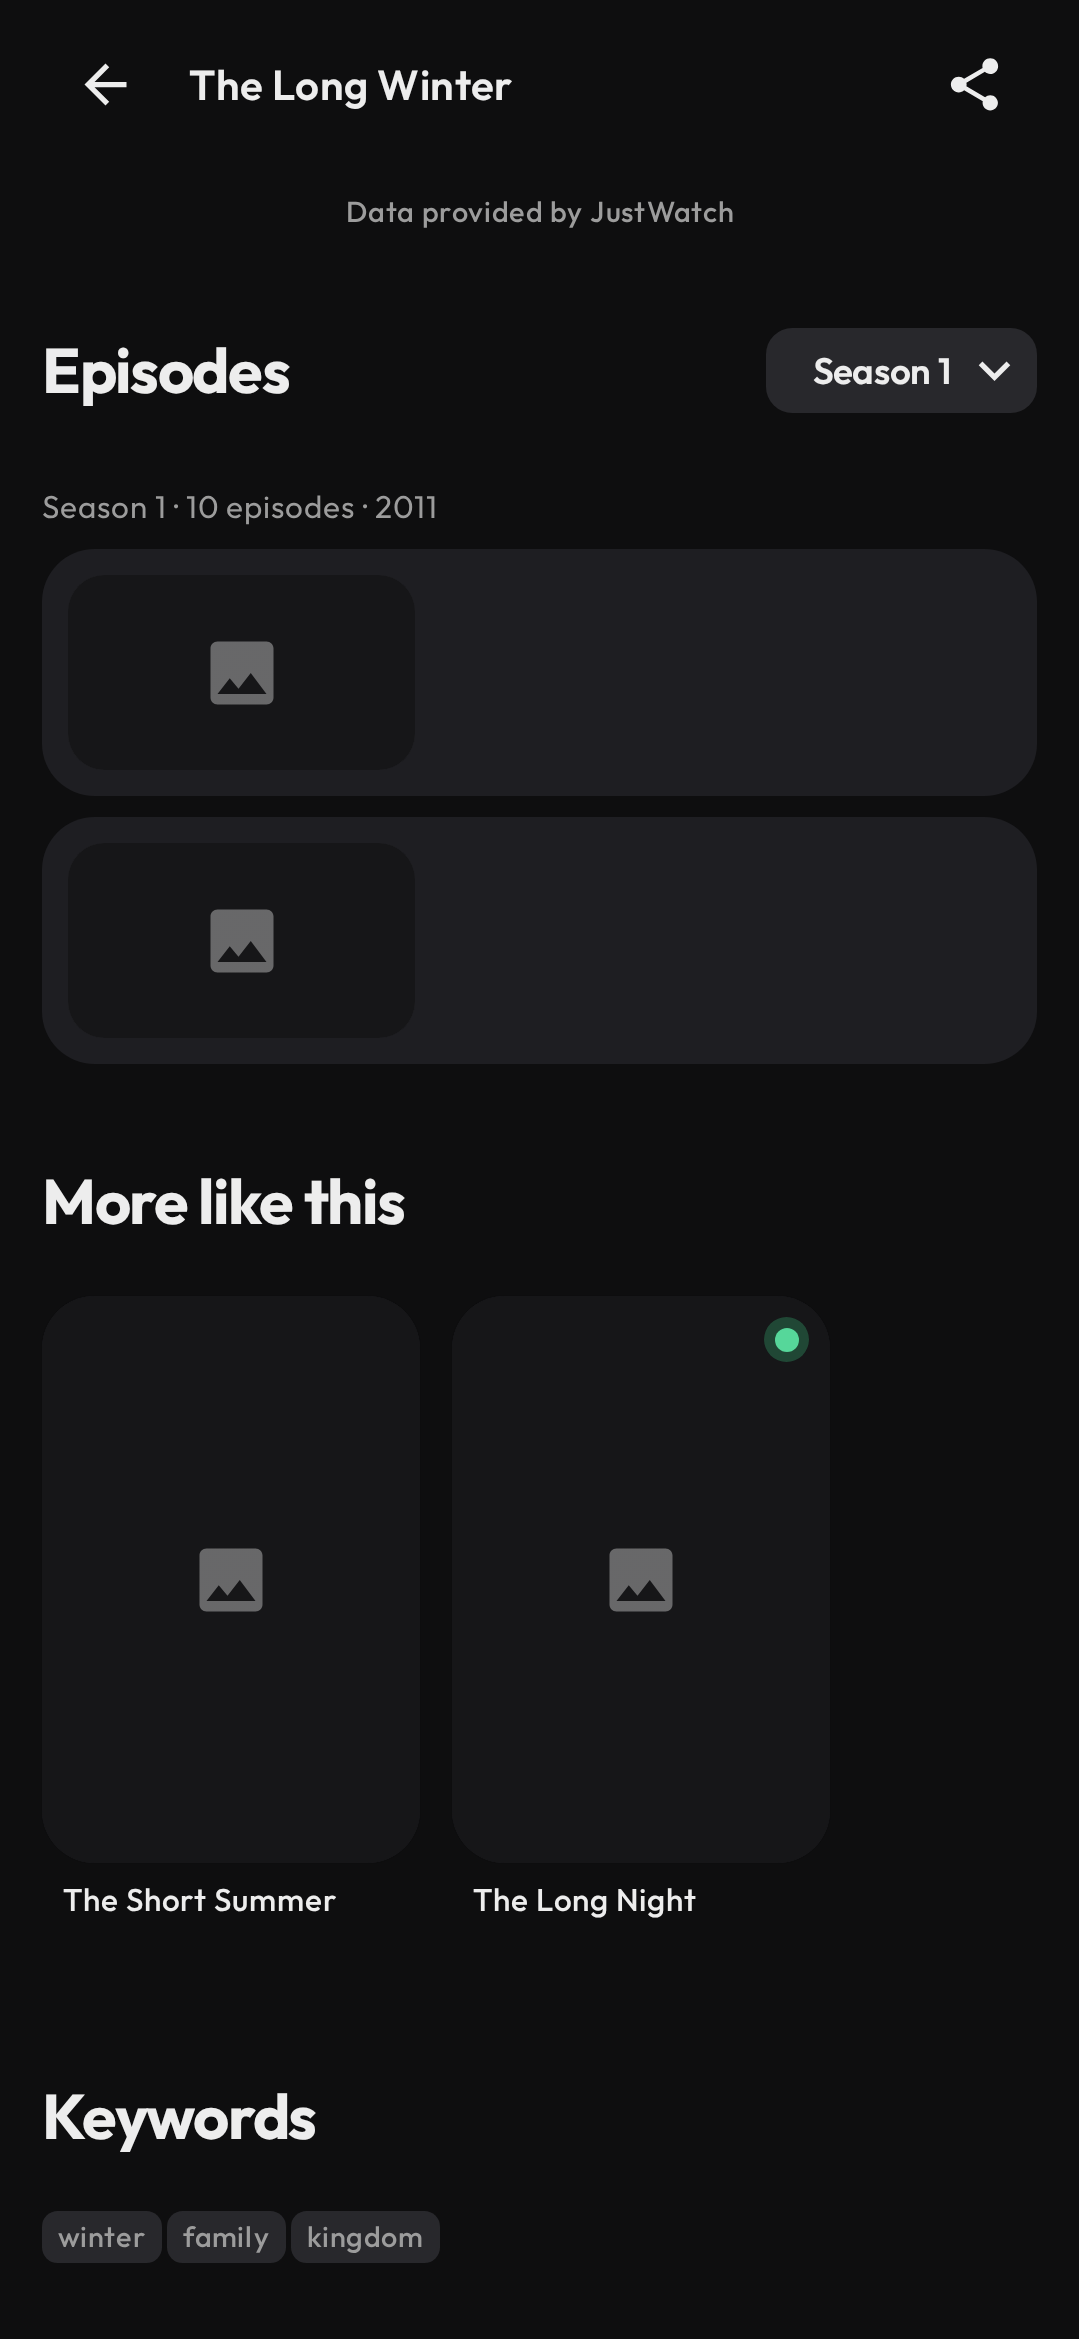 The Long Winter
Data provided by JustWatch
Episodes
Season 1
Season 1 · 10 episodes · 2011
More like this
The Short Summer
The Long Night
Keywords
winter
family
kingdom